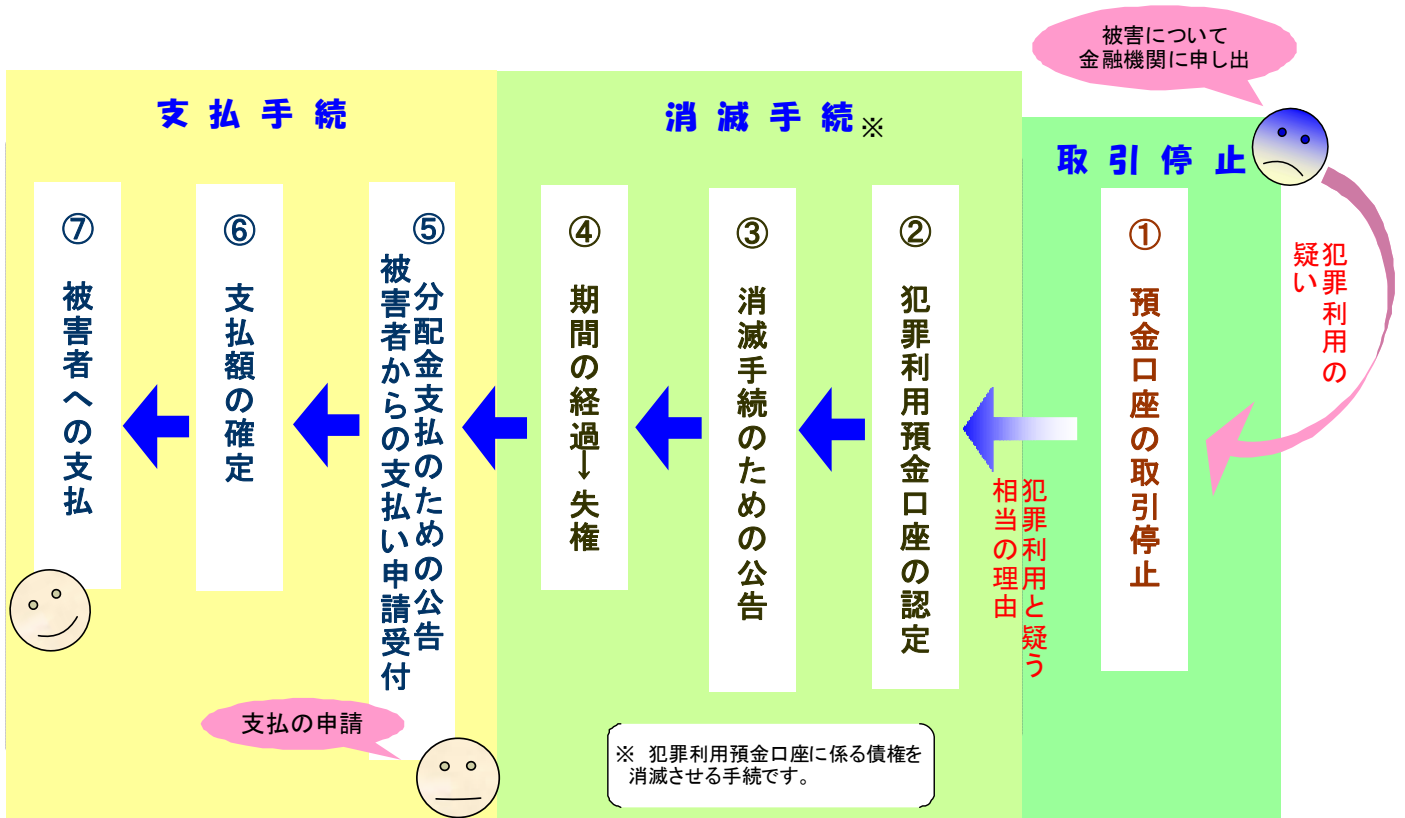 被害について
金融機関に申し出
取引停止
犯罪利用の
疑い
① 預金口座の取引停止
犯罪利用と疑う
相当の理由
消滅手続※
② 犯罪利用預金口座の認定
③ 消滅手続のための公告
④ 期間の経過→失権
※ 犯罪利用預金口座に係る債権を
消滅させる手続です。
支払手続
⑤ 分配金支払のための公告
被害者からの支払い申請受付
支払の申請
⑥ 支払額の確定
⑦ 被害者への支払